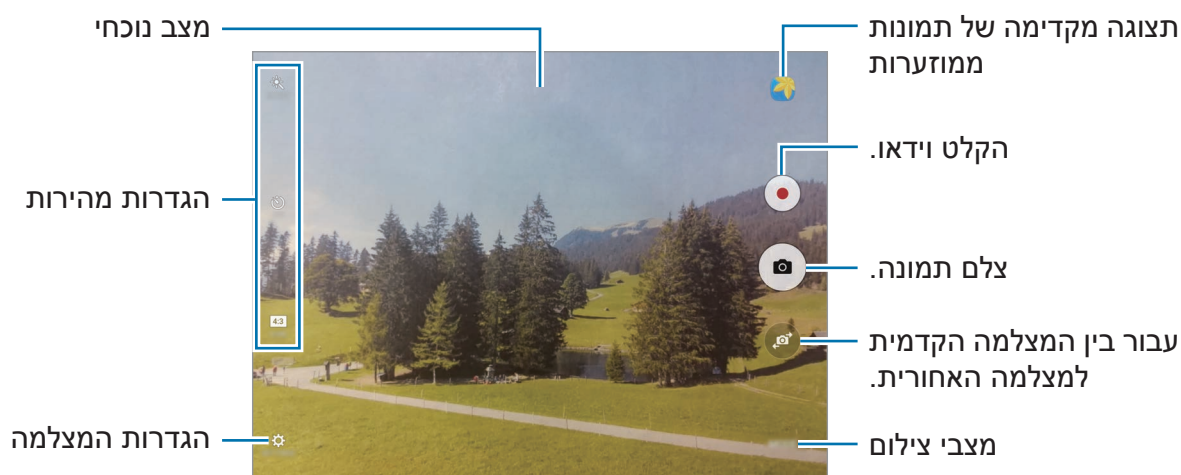 תצוגה מקדימה של תמונות
ממוזערות
הקלט וידאו.
צלם תמונה.
עבור בין המצלמה הקדמית
למצלמה האחורית.
מצבי צילום
מצב נוכחי
הגדרות מהירות
4:3
הגדרות המצלמה